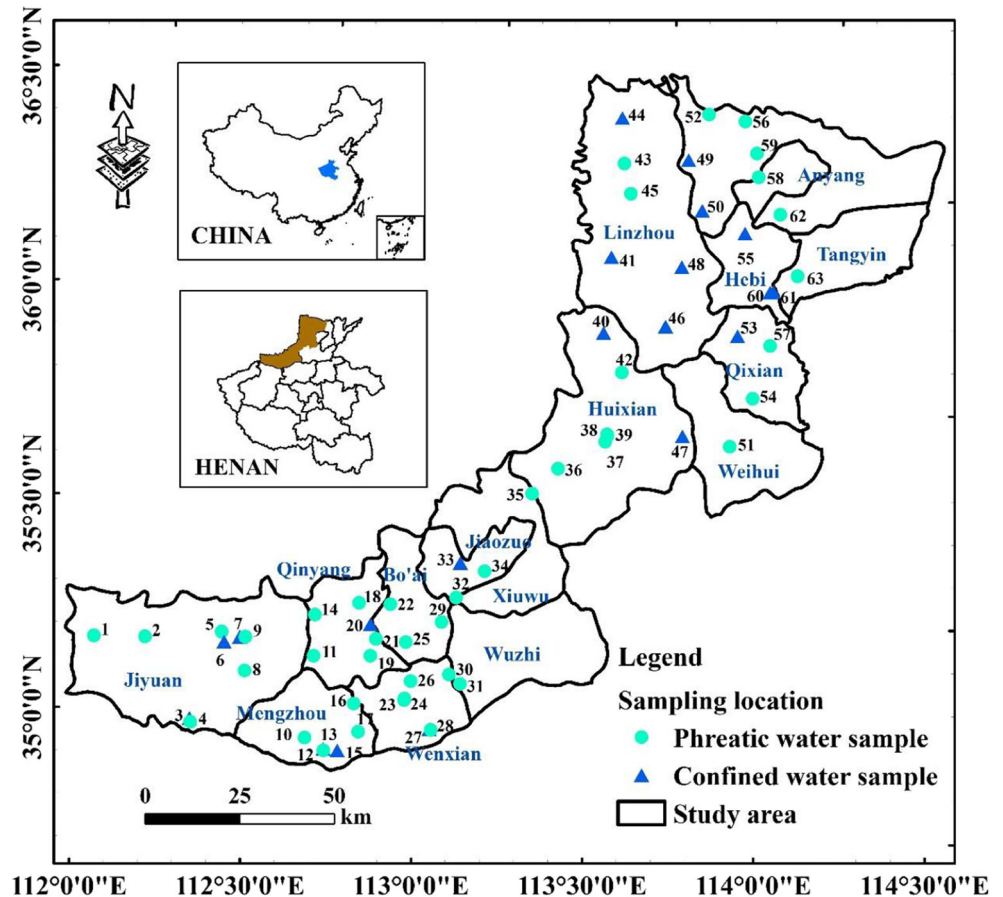 36°30'0"N
36°0'0"N
35°30'0"N
35°0'0"N
N
CHINA
HENAN
44
52
56
43
49
59
45
58
Anyang
50
62
Linzhou
55
Tangyin
41
48
Hebi
63
60
61
40
46
53
57
42
Qixian
54
Huixian
38
39
37
47
51
36
Weihui
35
Jiaozuo
33
34
Qinyang
Bo'ai
32
Xiuwu
18
22
14
29
1
2
5
7
9
20
21
25
Wuzhi
6
11
19
8
30
Jiyuan
26
31
16
23
24
3
4
Mengzhou
17
10
13
28
12
15
27
Wenxian
Legend
Sampling location
Phreatic water sample
Confined water sample
Study area
0 25 50
km
112°0'0"E 112°30'0"E 113°0'0"E 113°30'0"E 114°0'0"E 114°30'0"E